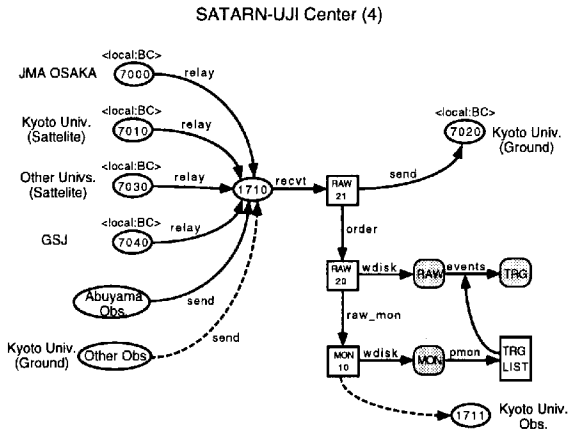 SATARN-UJI Center (4)
<local:BC>
JMA OSAKA
7000
relay
<local:BC>
Kyoto Univ.
(Sattelite)
7010
relay
<local:BC>
7020
Kyoto Univ.
(Ground)
<local:BC>
Other Univs.
(Sattelite)
7030
relay
1710
recvt
RAW
21
send
<local:BC>
GSJ
7040
relay
order
Abuyama
Obs.
send
RAW
20
wdisk
RAW
events
TRG
raw_mon
Kyoto Univ.
(Ground)
Other Obs
send
MON
10
wdisk
MON
pmon
TRG
LIST
1711
Kyoto Univ.
Obs.